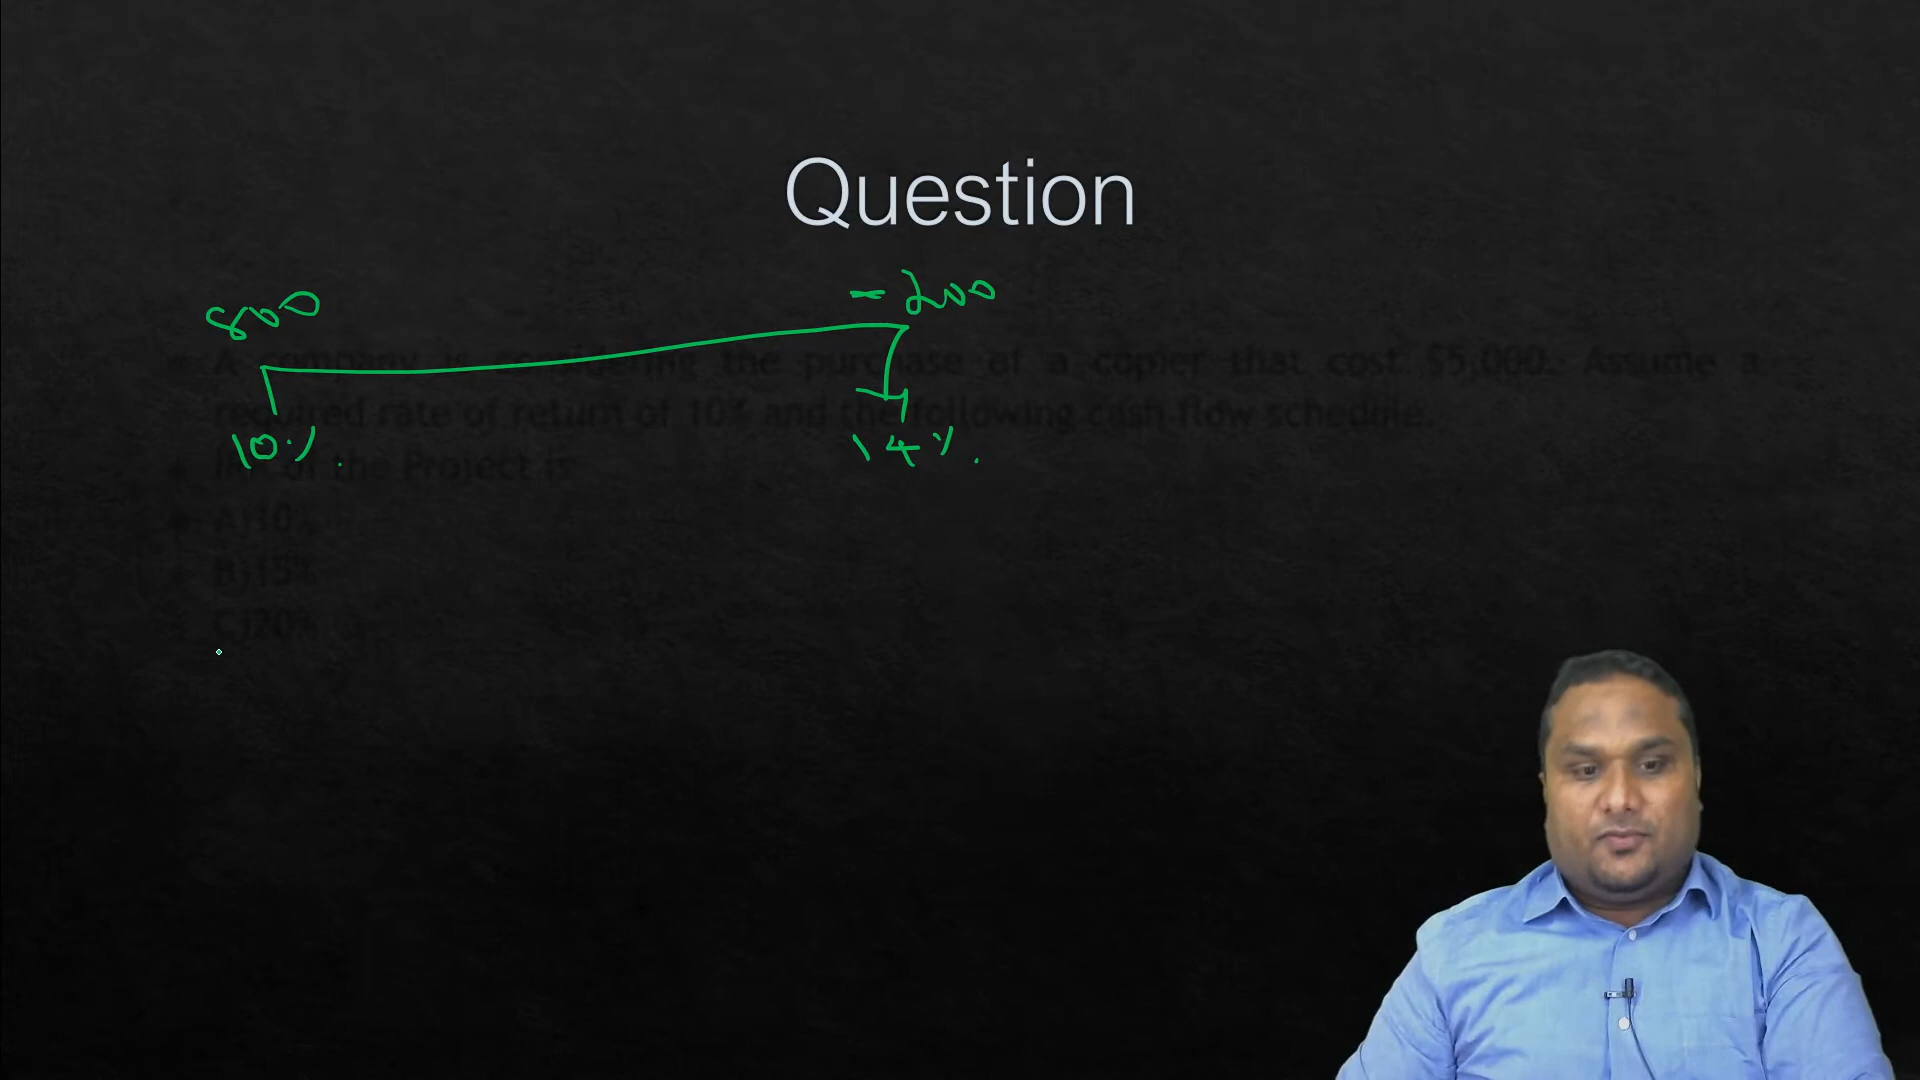 Question
800 - 200
A company is considering the purchase of a copier that cost $5,000. Assume a
required rate of return of 10% and the following cash flow schedule.
10% 14%
IRR of the Project is
A)10%
B)15%
C)20%